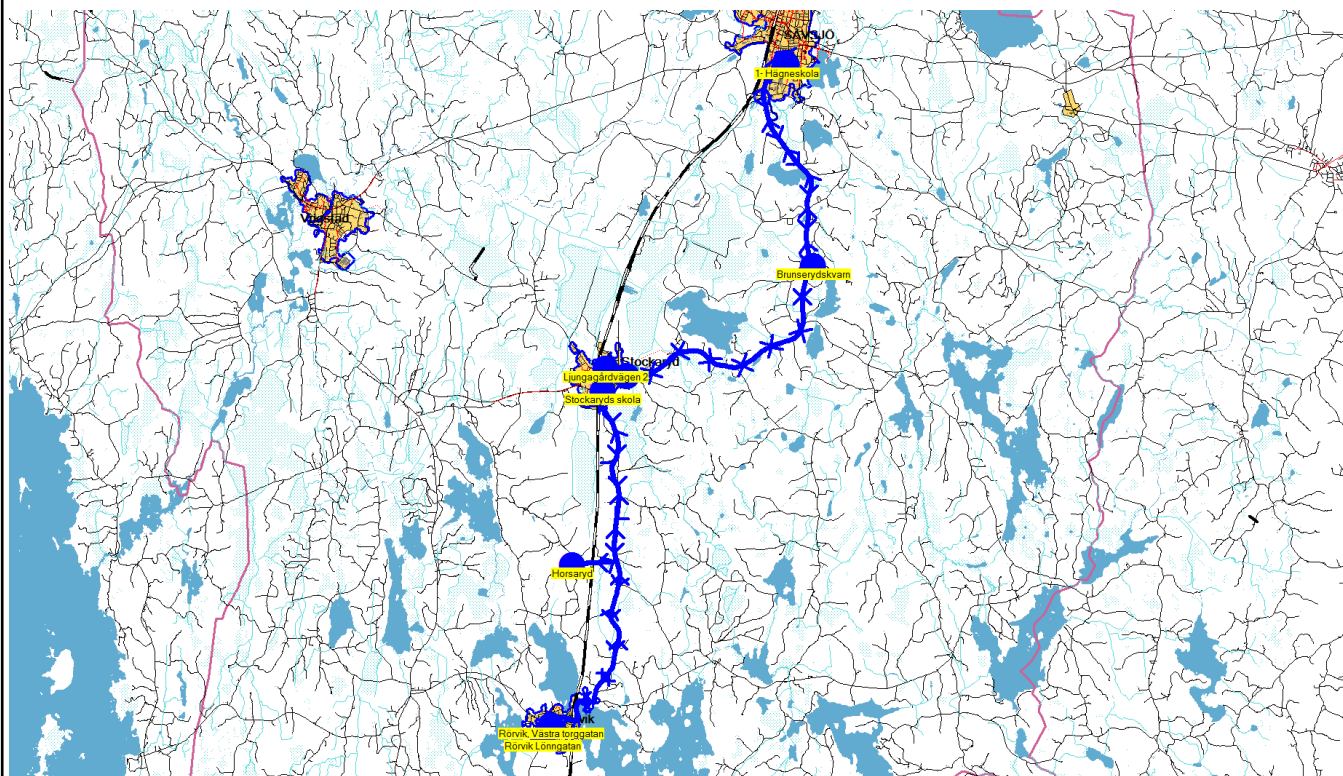 SÄVSJÖ
1- Hägneskola
Brunserydskvarn
Stockaryd
Ljungagårdvägen 2
Stockaryds skola
Horsaryd
Rörvik, Västra torggatan
Rörvik Lönngatan